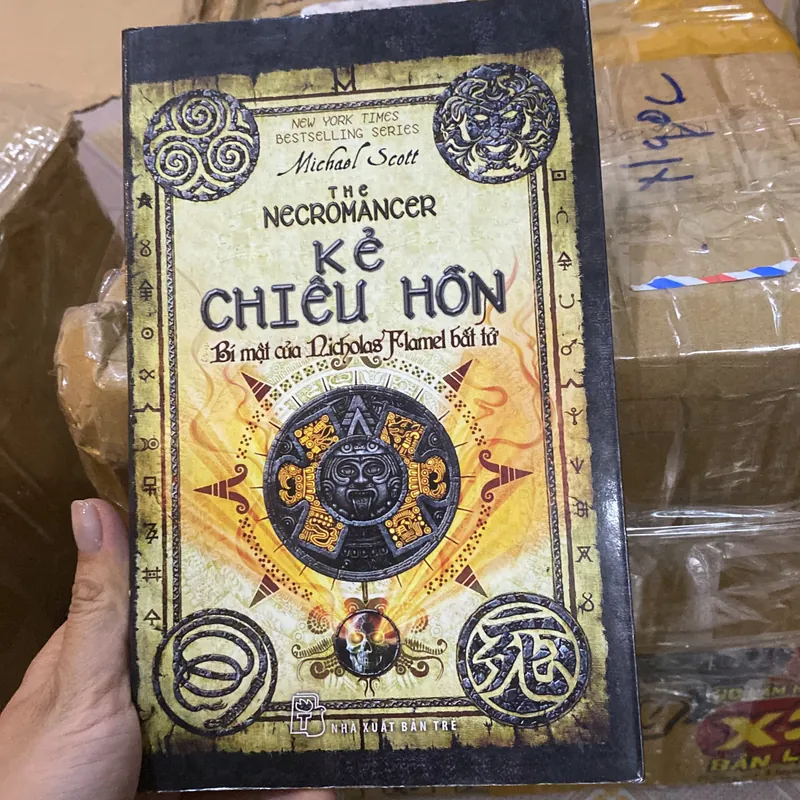 NEW YORK TIMES
BESTSELLING SERIES
Michael Scott
THE
NECROMANCER
KẺ
CHIÊU HỒN
Bí mật của Nicholas Flamel bất tử
NHÀ XUẤT BẢN TRẺ
Ngọc